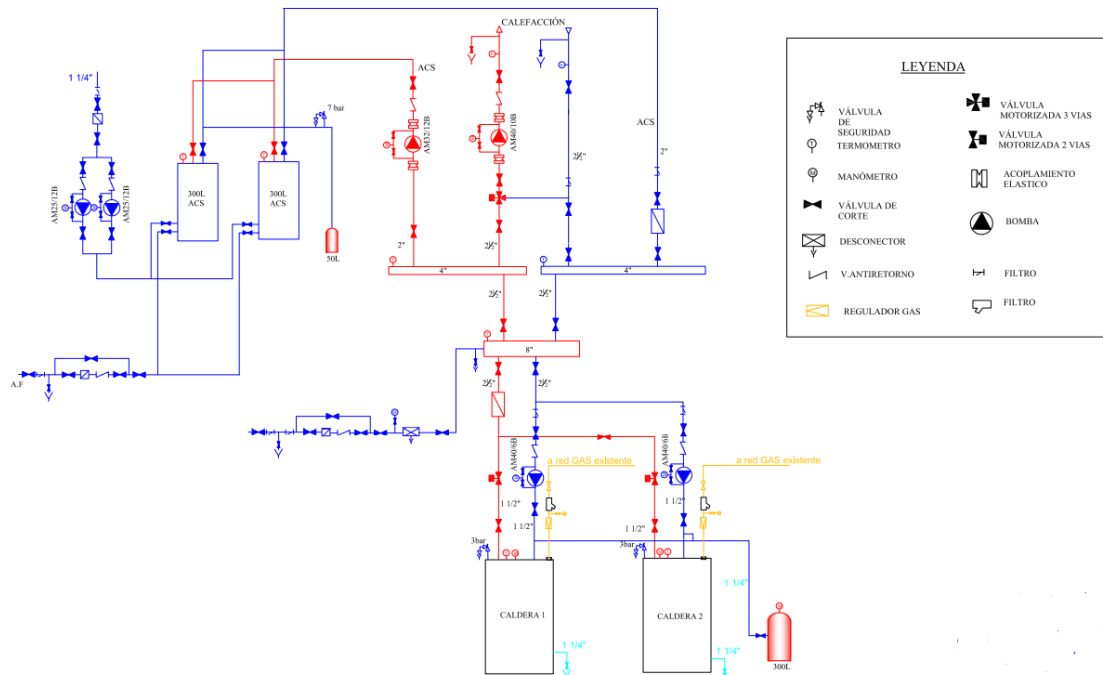 CALEFACCIÓN
1 1/4"
ACS
7 bar
AM32/12B
AM40/10B
2½"
ACS
2"
AM25/12B
AM25/12B
300L
ACS
300L
ACS
50L
2"
2½"
4"
4"
2½"
2½"
8"
A.F
2½"
2½"
AM40/6B
AM40/6B
a red GAS existente
a red GAS existente
1 1/2"
1 1/2"
1 1/2"
1 1/2"
3bar
3bar
CALDERA 1
CALDERA 2
1 1/4"
1 1/4"
1 1/4"
300L
LEYENDA
VÁLVULA
DE
SEGURIDAD
TERMOMETRO
MANÓMETRO
VÁLVULA DE
CORTE
DESCONECTOR
V.ANTIRETORNO
REGULADOR GAS
VÁLVULA
MOTORIZADA 3 VIAS
VÁLVULA
MOTORIZADA 2 VIAS
ACOPLAMIENTO
ELASTICO
BOMBA
FILTRO
FILTRO